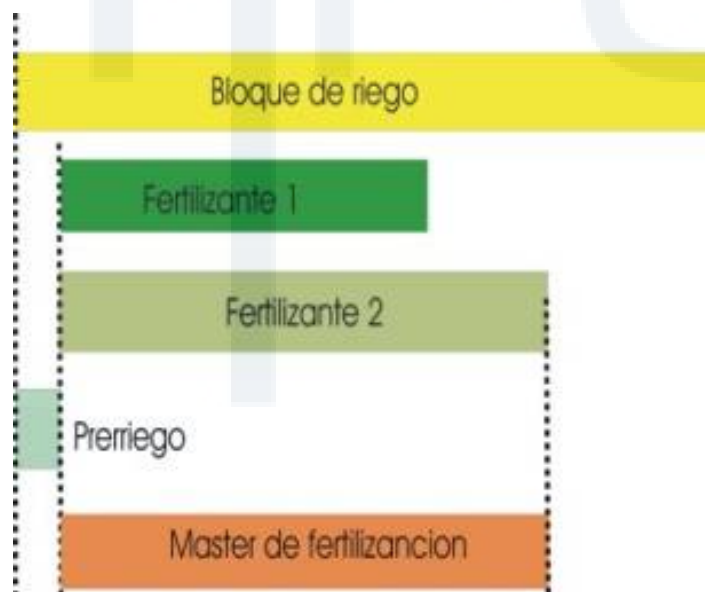 Bloque de riego
Fertilizante 1
Fertilizante 2
Prerriego
Master de fertilizancion